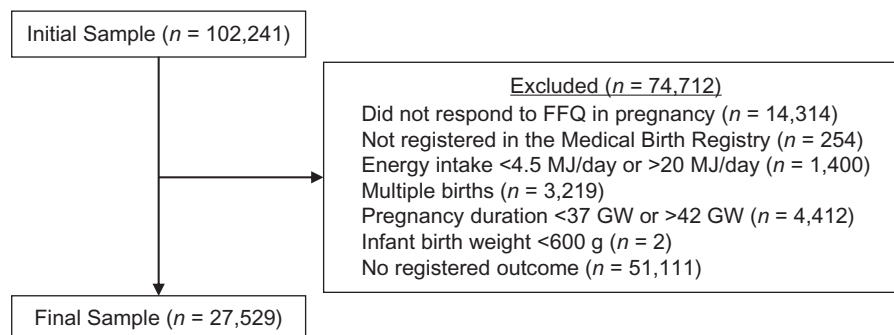 Initial Sample (n = 102,241)
Excluded (n = 74,712)
Did not respond to FFQ in pregnancy (n = 14,314)
Not registered in the Medical Birth Registry (n = 254)
Energy intake <4.5 MJ/day or >20 MJ/day (n = 1,400)
Multiple births (n = 3,219)
Pregnancy duration <37 GW or >42 GW (n = 4,412)
Infant birth weight <600 g (n = 2)
No registered outcome (n = 51,111)
Final Sample (n = 27,529)